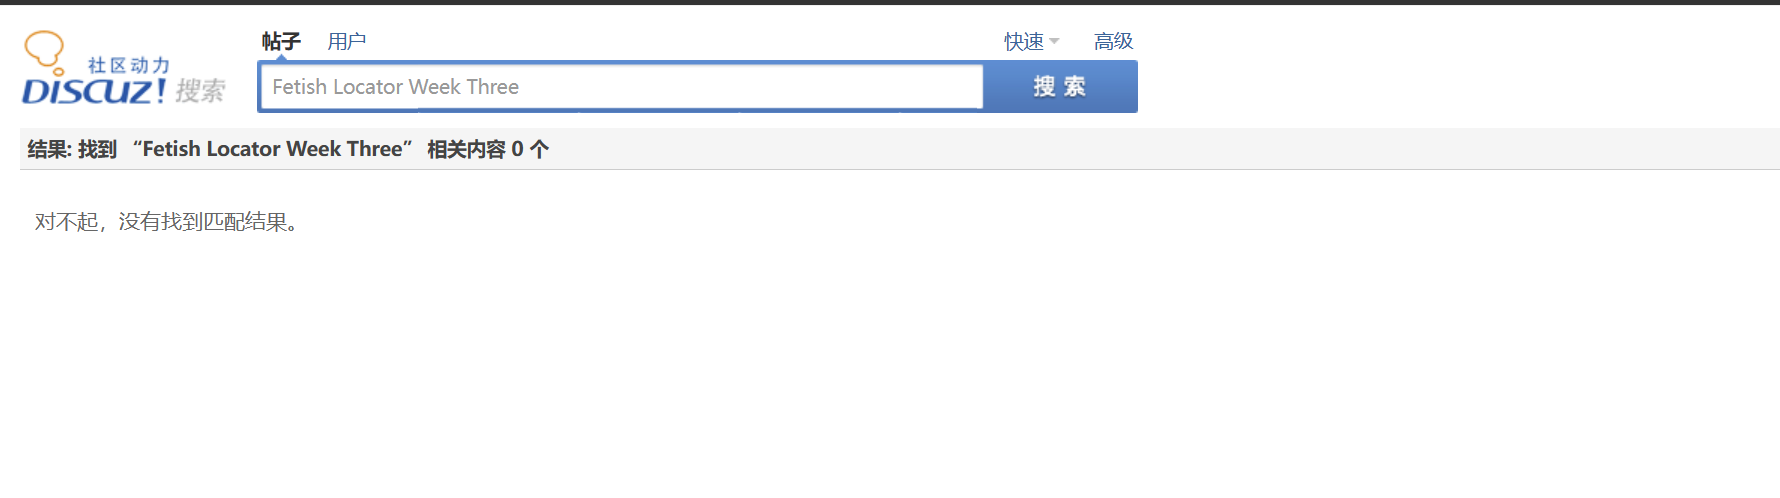 帖子 用户 快速 高级
社区动力
DISCUZ! 搜索
Fetish Locator Week Three 搜索
结果: 找到 “Fetish Locator Week Three” 相关内容 0 个
对不起，没有找到匹配结果。